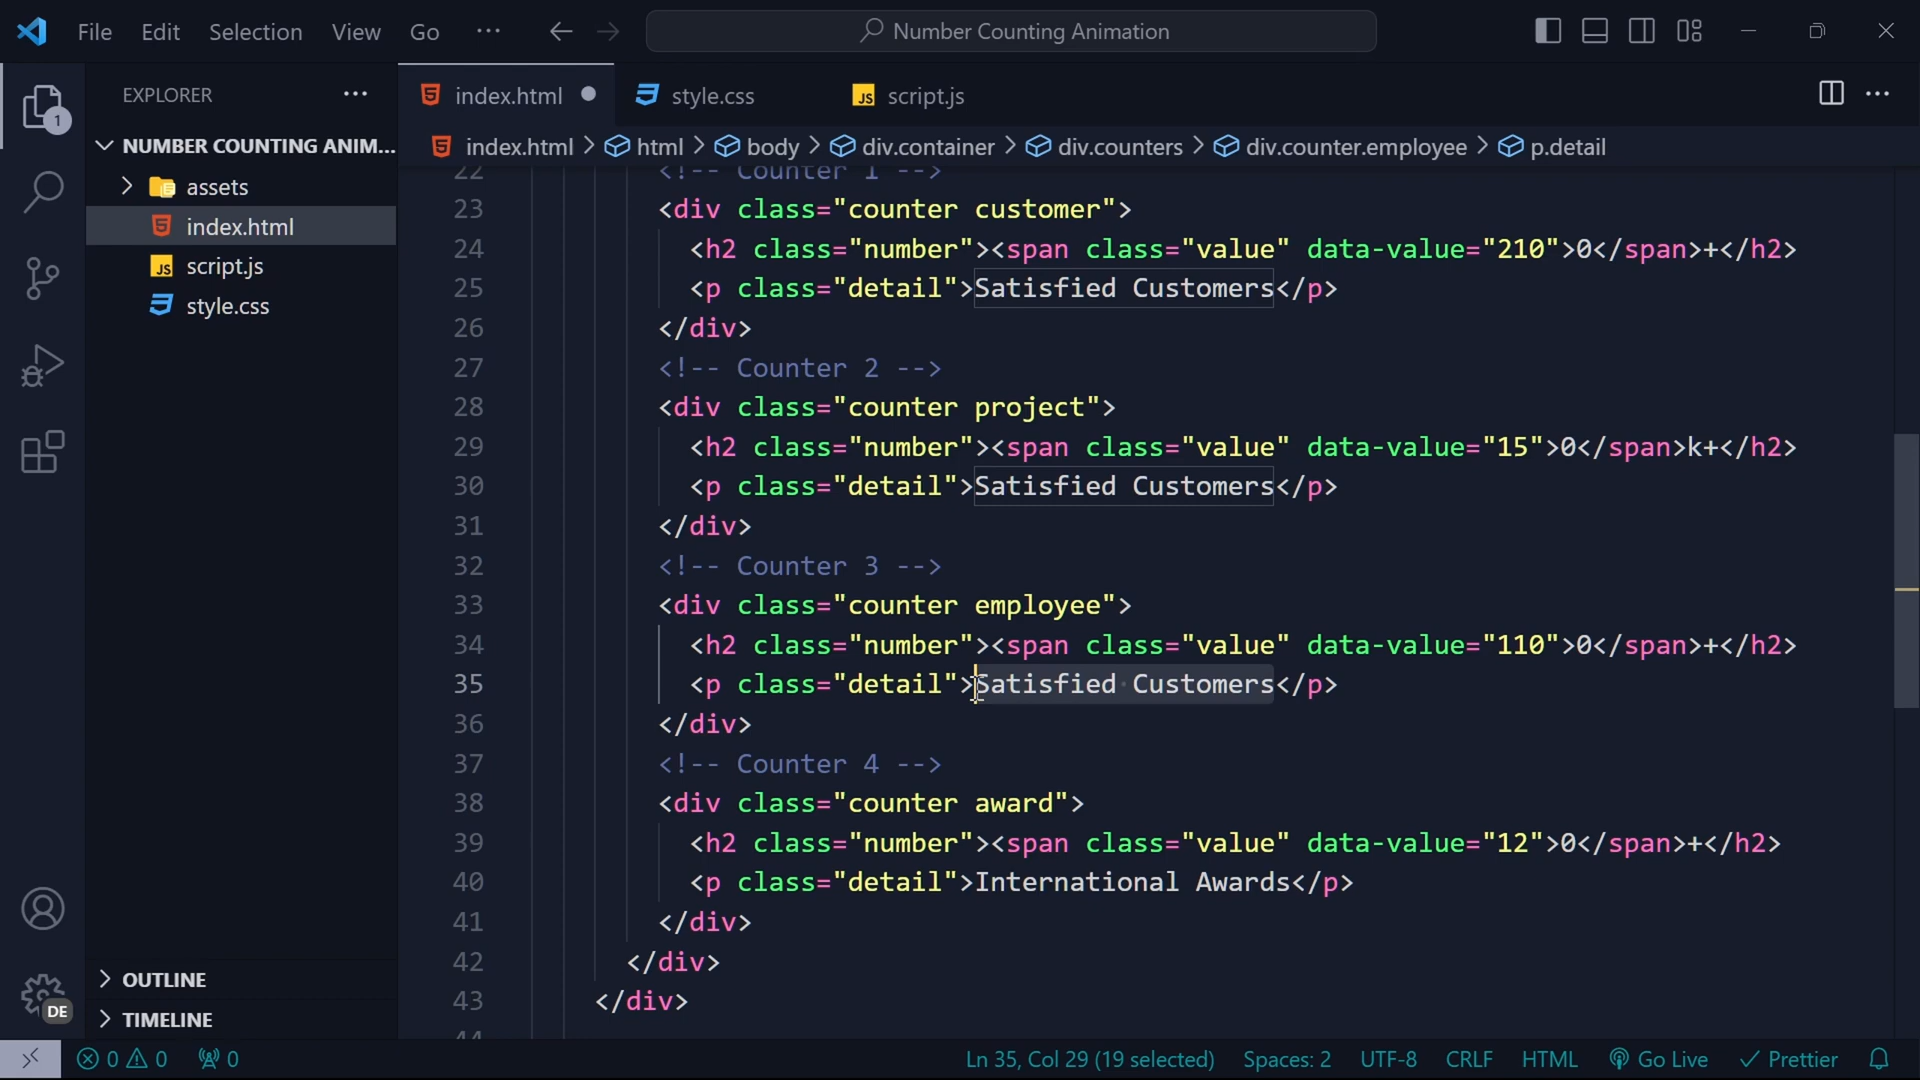 File Edit Selection View Go ··· Number Counting Animation
EXPLORER ···
1
NUMBER COUNTING ANIM...
assets
index.html
script.js
style.css
OUTLINE
TIMELINE
DE
index.html style.css script.js ···
index.html > html > body > div.container > div.counters > div.counter.employee > p.detail
22 <!-- Counter 1 -->
23 <div class="counter customer">
24 <h2 class="number"><span class="value" data-value="210">0</span>+</h2>
25 <p class="detail">Satisfied Customers</p>
26 </div>
27 <!-- Counter 2 -->
28 <div class="counter project">
29 <h2 class="number"><span class="value" data-value="15">0</span>k+</h2>
30 <p class="detail">Satisfied Customers</p>
31 </div>
32 <!-- Counter 3 -->
33 <div class="counter employee">
34 <h2 class="number"><span class="value" data-value="110">0</span>+</h2>
35 <p class="detail">Satisfied·Customers</p>
36 </div>
37 <!-- Counter 4 -->
38 <div class="counter award">
39 <h2 class="number"><span class="value" data-value="12">0</span>+</h2>
40 <p class="detail">International Awards</p>
41 </div>
42 </div>
43 </div>
44
0 0 0 Ln 35, Col 29 (19 selected) Spaces: 2 UTF-8 CRLF HTML Go Live Prettier